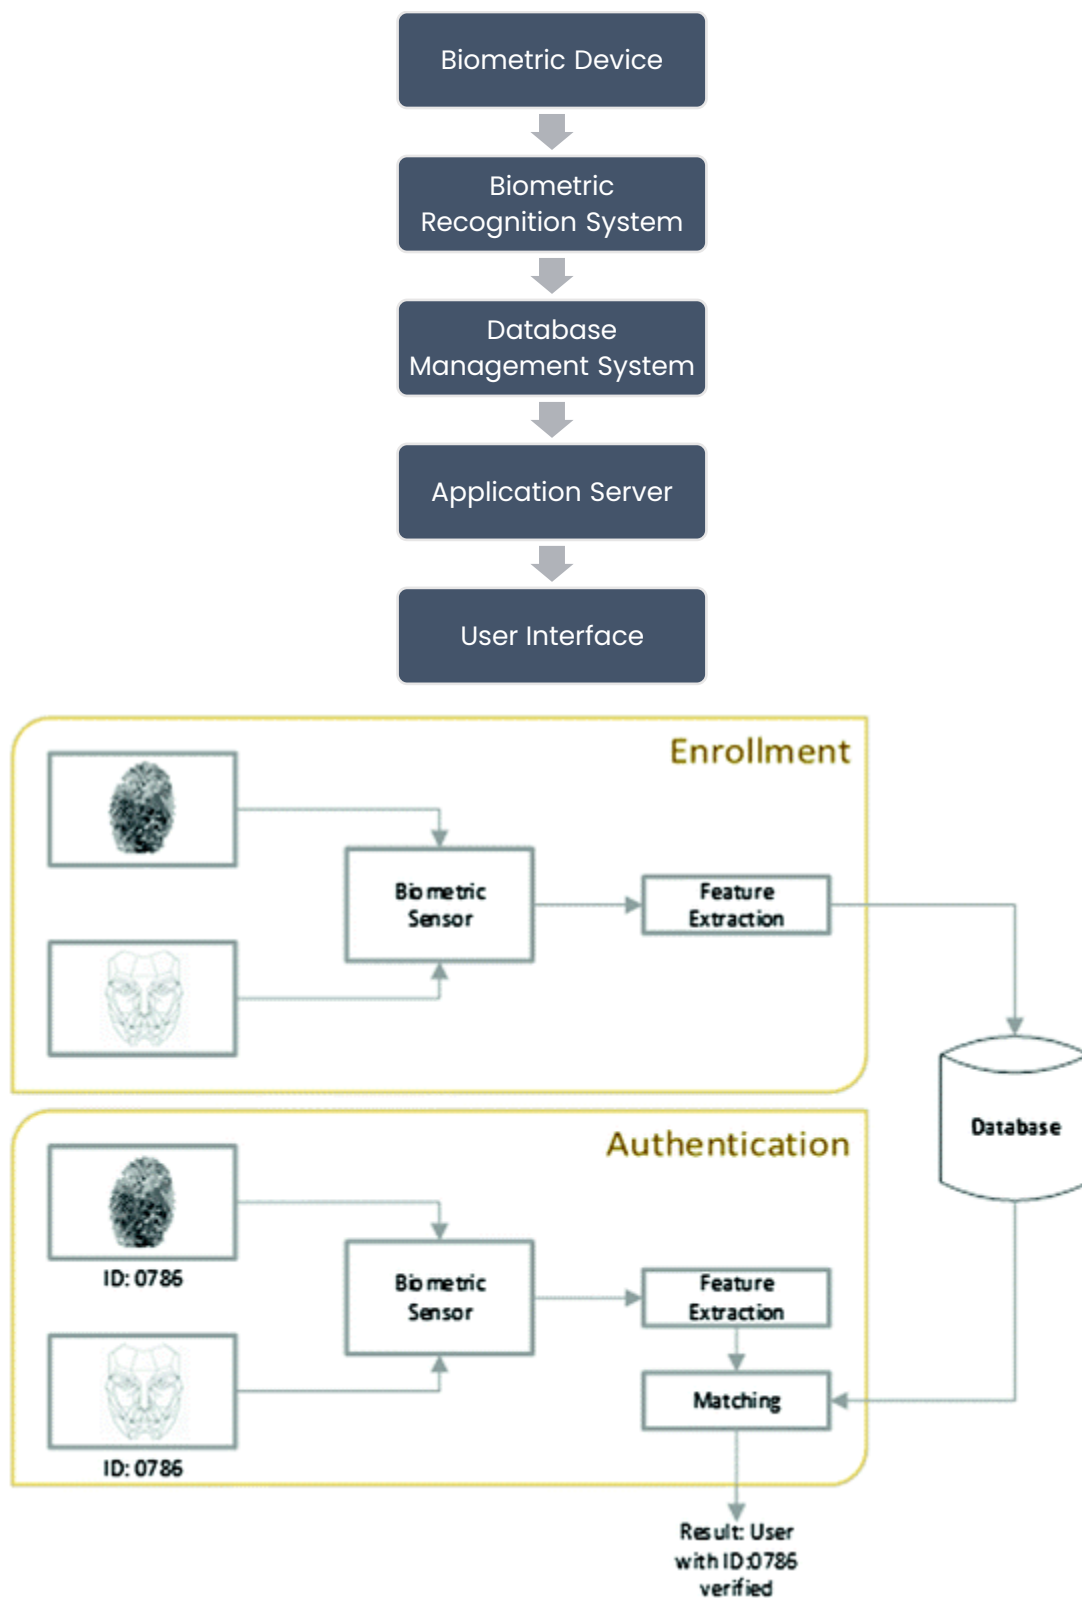 Biometric Device
Biometric
Recognition System
Database
Management System
Application Server
User Interface
Enrollment
Biometric
Sensor
Feature
Extraction
Database
Authentication
ID: 0786
Biometric
Sensor
Feature
Extraction
Matching
ID: 0786
Result: User
with ID:0786
verified